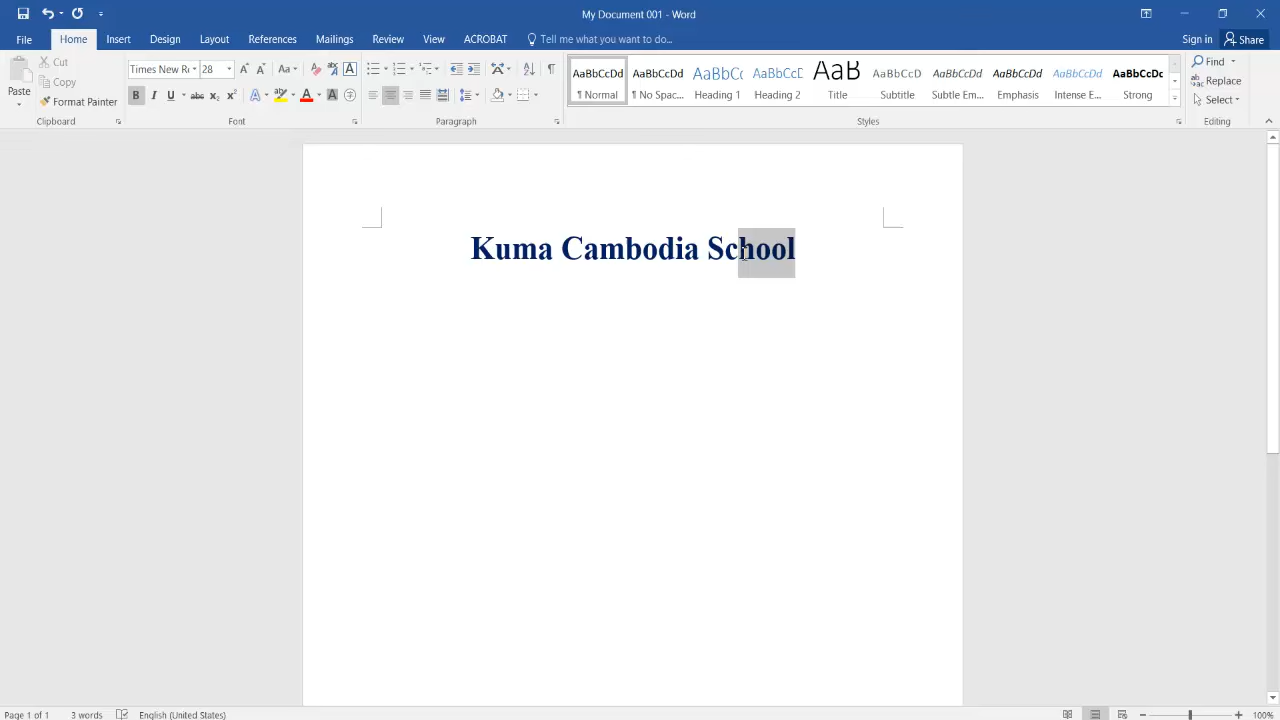 My Document 001 - Word
File Home Insert Design Layout References Mailings Review View ACROBAT Tell me what you want to do... Sign in Share
Paste
Cut
Copy
Format Painter
Clipboard
Times New R 28
Font
Paragraph
AaBbCcDd AaBbCcDd AaBbCc AaBbCcC AaB AaBbCcD AaBbCcDd AaBbCcDd AaBbCcDd AaBbCcDc
¶ Normal ¶ No Spac... Heading 1 Heading 2 Title Subtitle Subtle Em... Emphasis Intense E... Strong
Styles
Find
Replace
Select
Editing
Kuma Cambodia School
Page 1 of 1 3 words English (United States) 100%